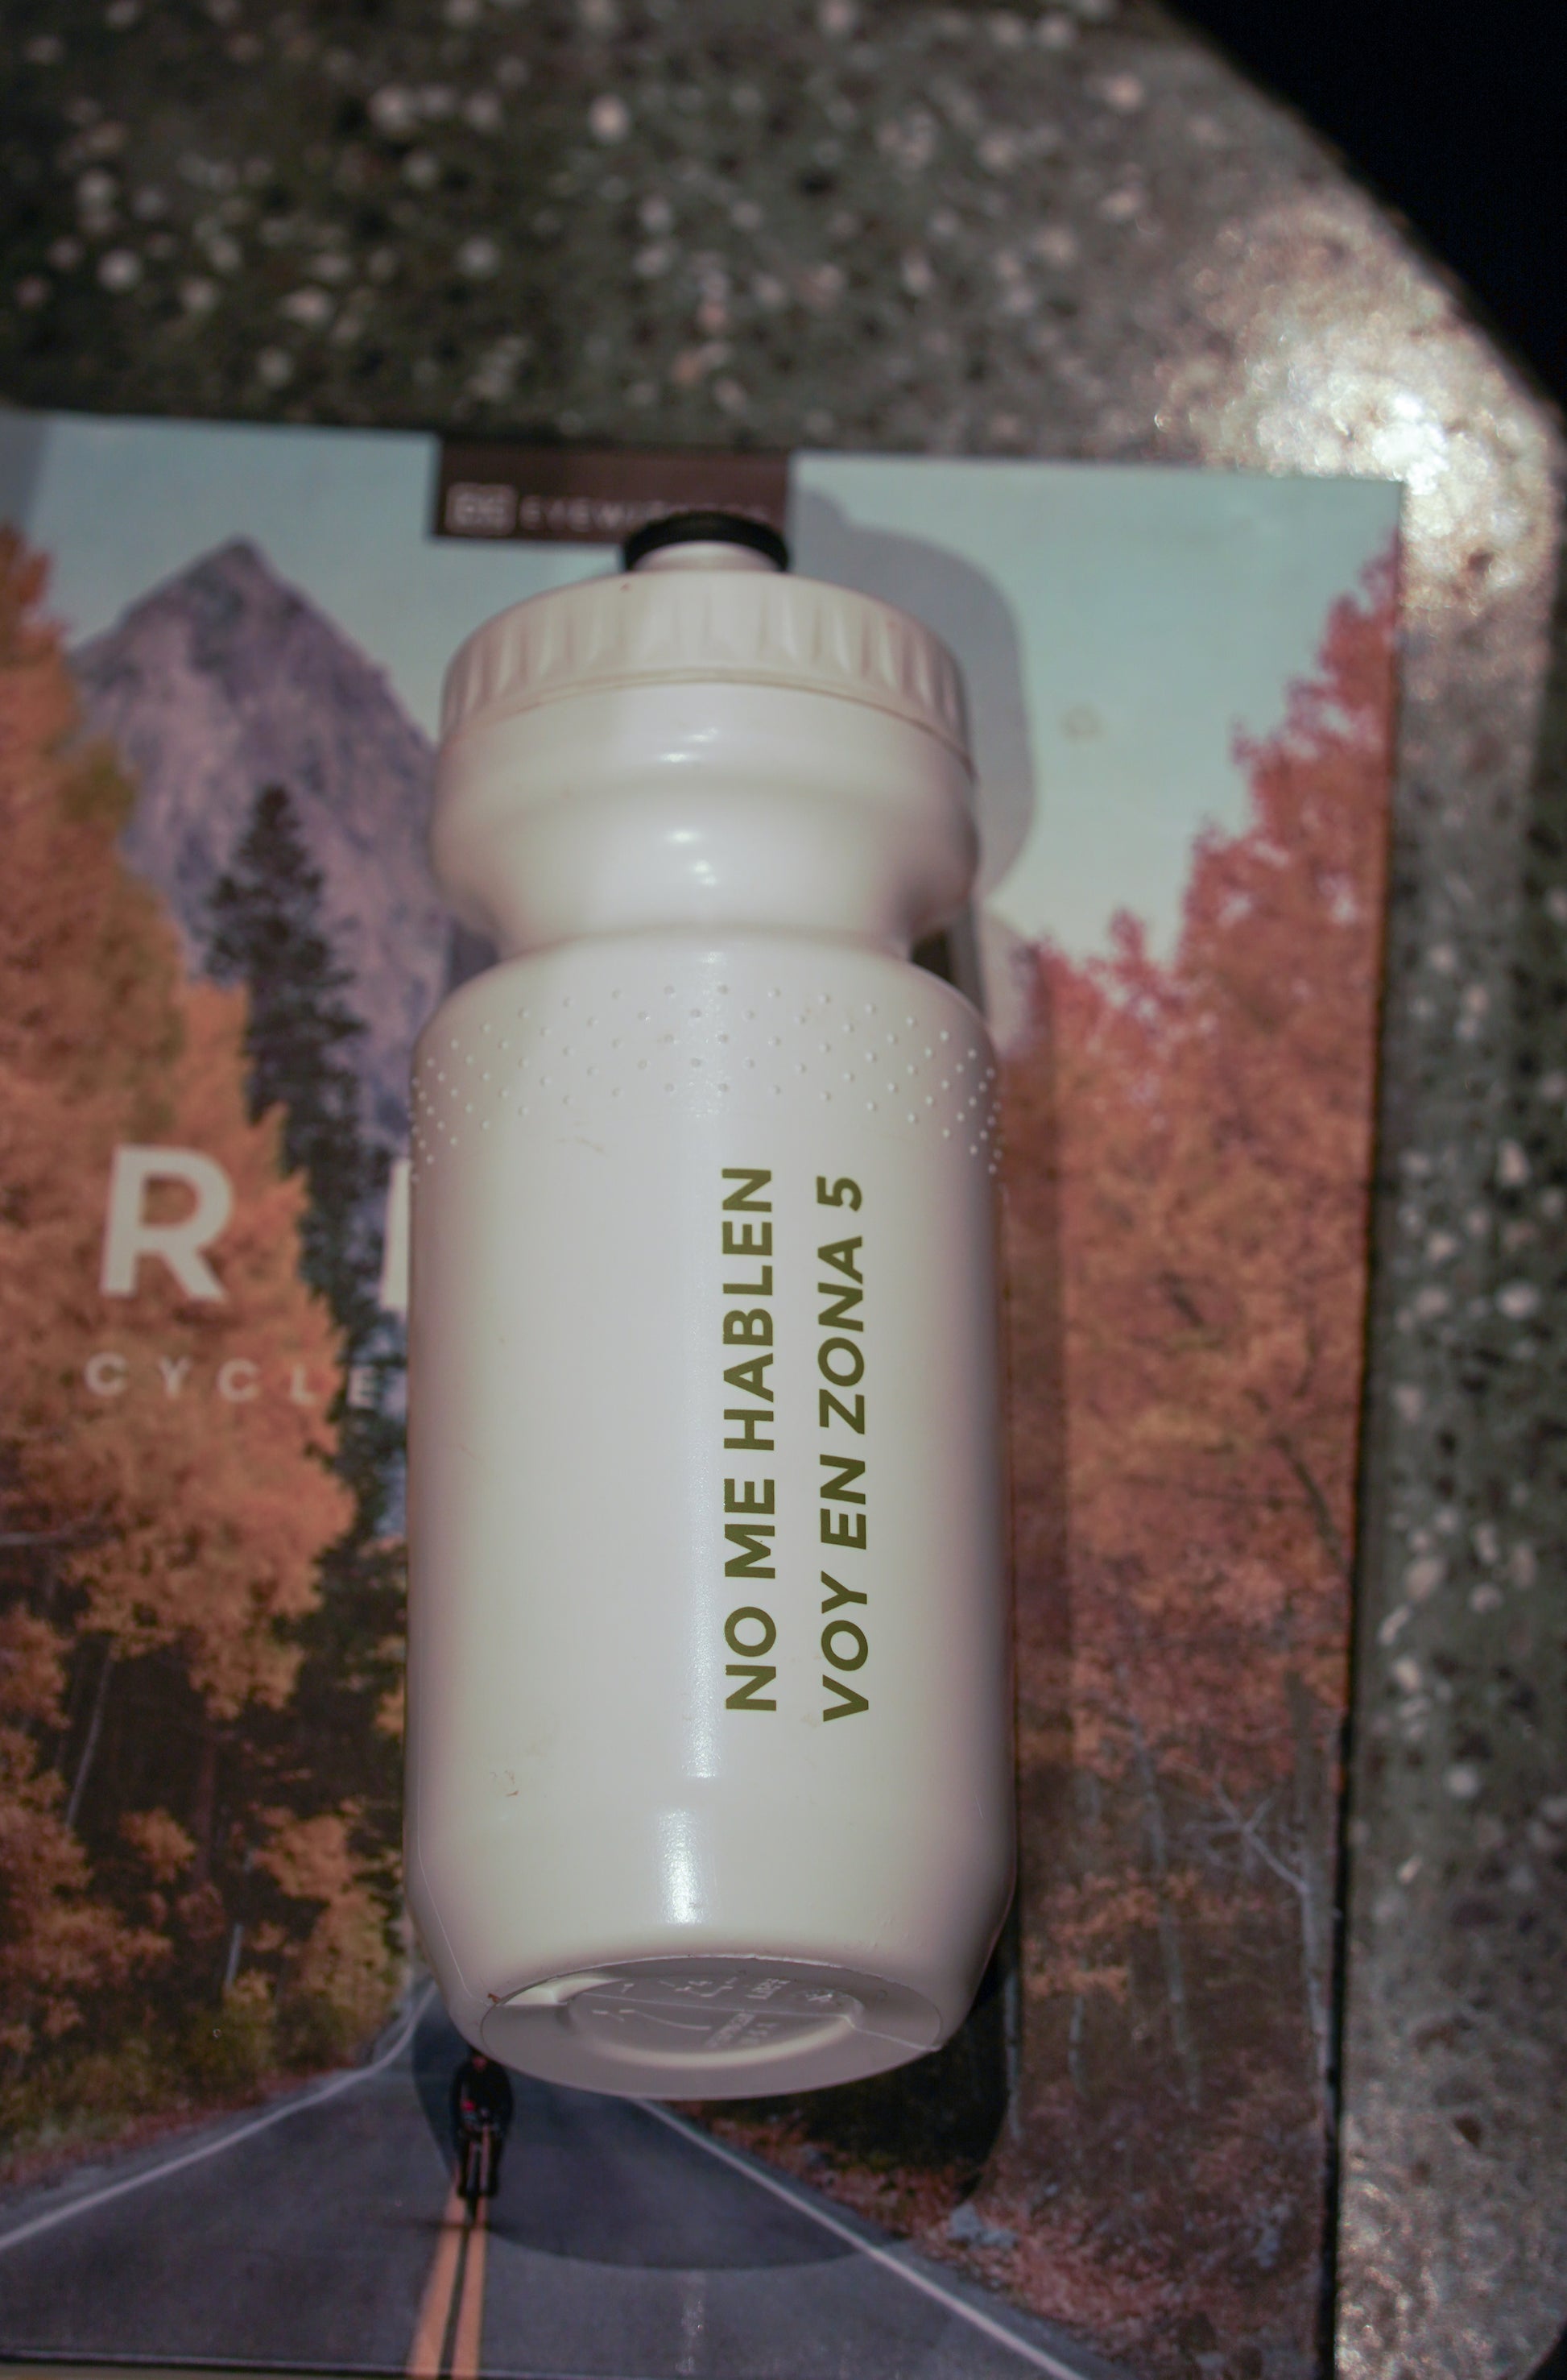 NO ME HABLEN
VOY EN ZONA 5
R
CYCLE